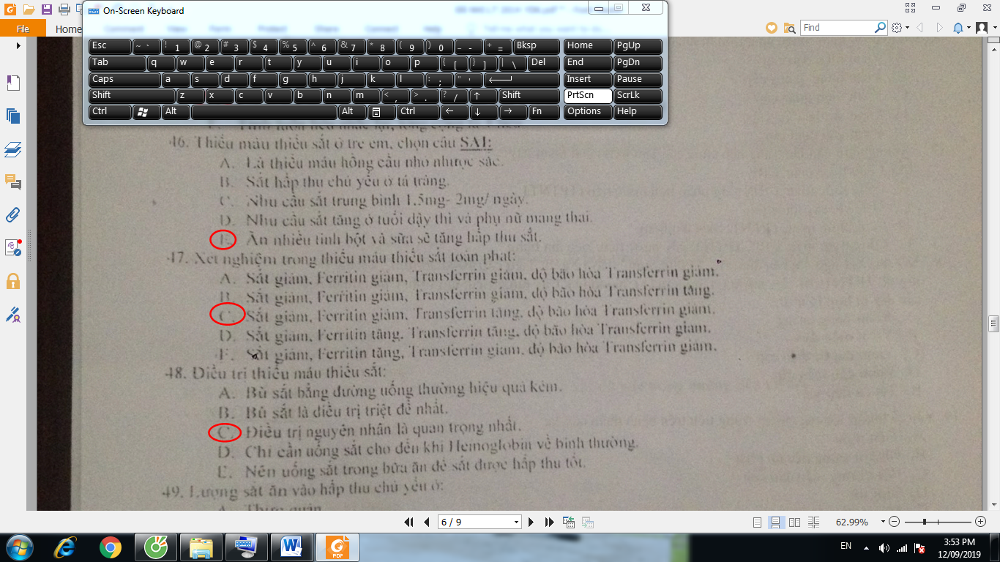 On-Screen Keyboard
File
Home
Find
Esc ~ ` ! 1 @ 2 # 3 $ 4 % 5 ^ 6 & 7 * 8 ( 9 ) 0 _ - + = Bksp Home PgUp
Tab q w e r t y u i o p { [ } ] | \ Del End PgDn
Caps a s d f g h j k l : ; " ' Insert Pause
Shift z x c v b n m < , > . ? / ↑ Shift PrtScn ScrLk
Ctrl Alt Alt Ctrl ← ↓ → Fn Options Help
46. Thiếu máu thiếu sắt ở trẻ em, chọn câu SAI:
A. Là thiếu máu hồng cầu nhỏ nhược sắc.
B. Sắt hấp thu chủ yếu ở tá tràng.
C. Nhu cầu sắt trung bình 1.5mg- 2mg/ ngày.
D. Nhu cầu sắt tăng ở tuổi dậy thì và phụ nữ mang thai.
E. Ăn nhiều tinh bột và sữa sẽ tăng hấp thu sắt.
47. Xét nghiệm trong thiếu máu thiếu sắt toàn phát:
A. Sắt giảm, Ferritin giảm, Transferrin giảm, độ bão hòa Transferrin giảm.
B. Sắt giảm, Ferritin giảm, Transferrin giảm, độ bão hòa Transferrin tăng.
C. Sắt giảm, Ferritin giảm, Transferrin tăng, độ bão hòa Transferrin giảm.
D. Sắt giảm, Ferritin tăng, Transferrin tăng, độ bão hòa Transferrin giảm.
E. Sắt giảm, Ferritin tăng, Transferrin giảm, độ bão hòa Transferrin giảm.
48. Điều trị thiếu máu thiếu sắt:
A. Bù sắt bằng đường uống thường hiệu quả kém.
B. Bù sắt là điều trị triệt để nhất.
C. Điều trị nguyên nhân là quan trọng nhất.
D. Chỉ cần uống sắt cho đến khi Hemoglobin về bình thường.
E. Nên uống sắt trong bữa ăn để sắt được hấp thu tốt.
49. Lượng sắt ăn vào hấp thu chủ yếu ở:
A. Thực quản
6 / 9
62.99%
EN
3:53 PM
12/09/2019
PDF